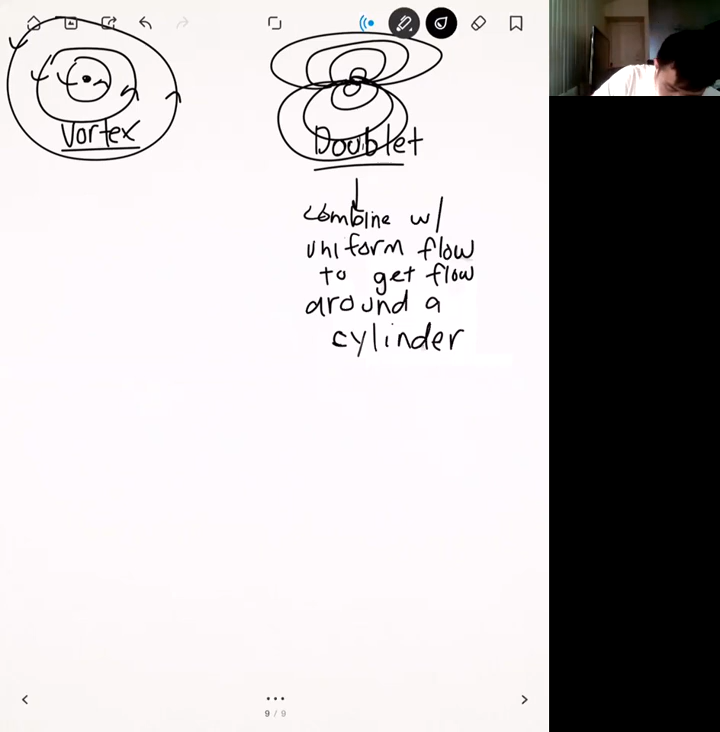 Vortex
Doublet
combine w/
uniform flow
to get flow
around a
cylinder
9 / 9